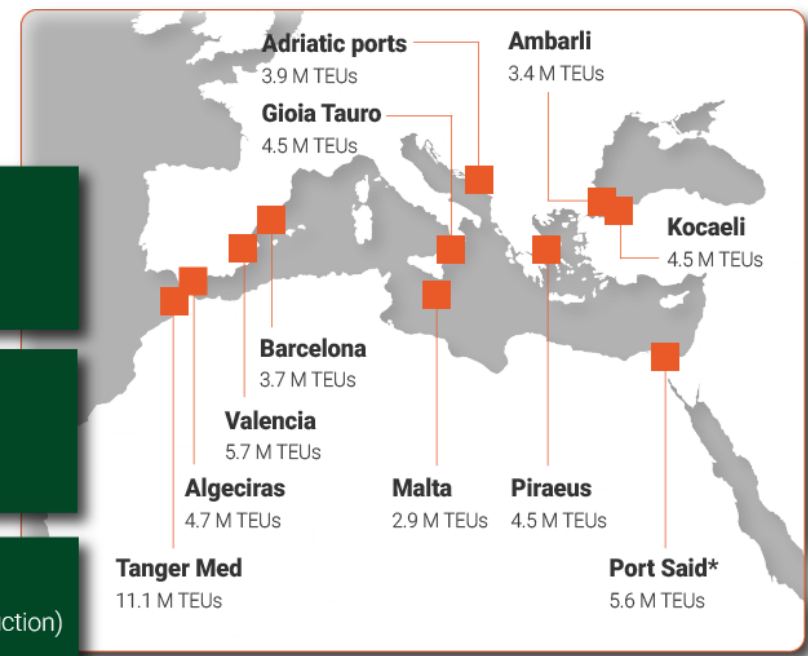 Adriatic ports
3.9 M TEUs
Ambarli
3.4 M TEUs
Gioia Tauro
4.5 M TEUs
Kocaeli
4.5 M TEUs
Barcelona
3.7 M TEUs
Valencia
5.7 M TEUs
Algeciras
4.7 M TEUs
Malta
2.9 M TEUs
Piraeus
4.5 M TEUs
Tanger Med
11.1 M TEUs
Port Said*
5.6 M TEUs
ction)